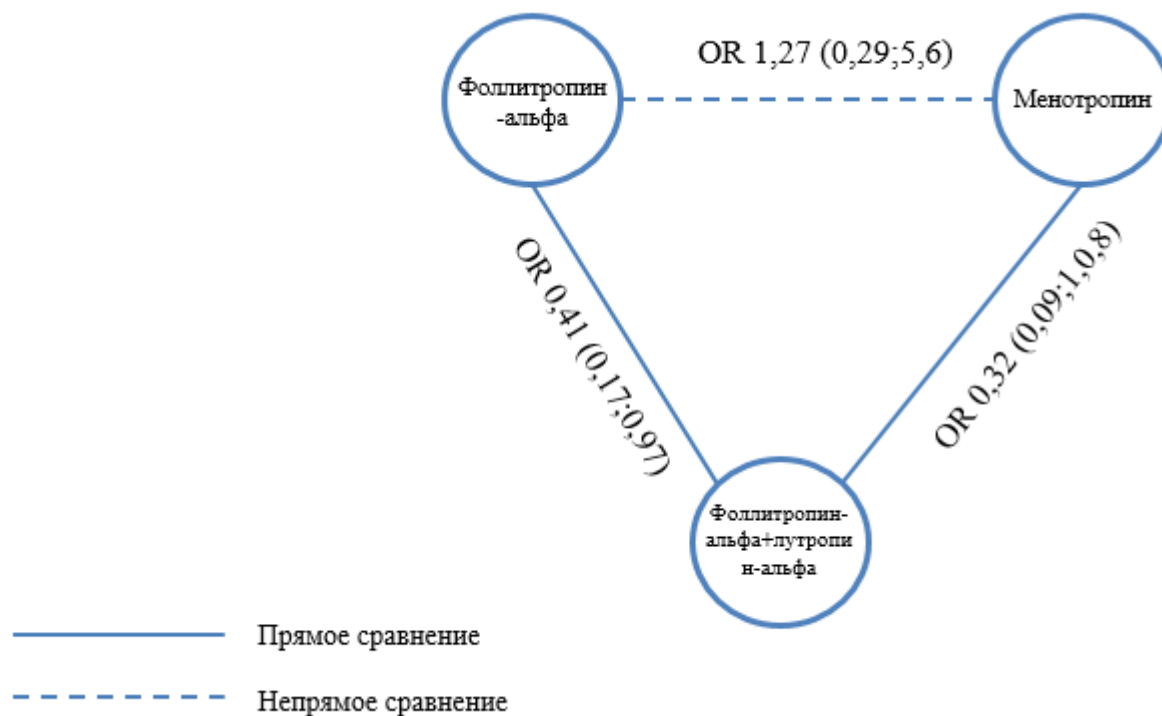 OR 1,27 (0,29;5,6)
Фоллитропин
-альфа
Менотропин
OR 0,41 (0,17;0,97)
OR 0,32 (0,09;1,0,8)
Фоллитропин-
альфа+лутропи
н-альфа
Прямое сравнение
Непрямое сравнение